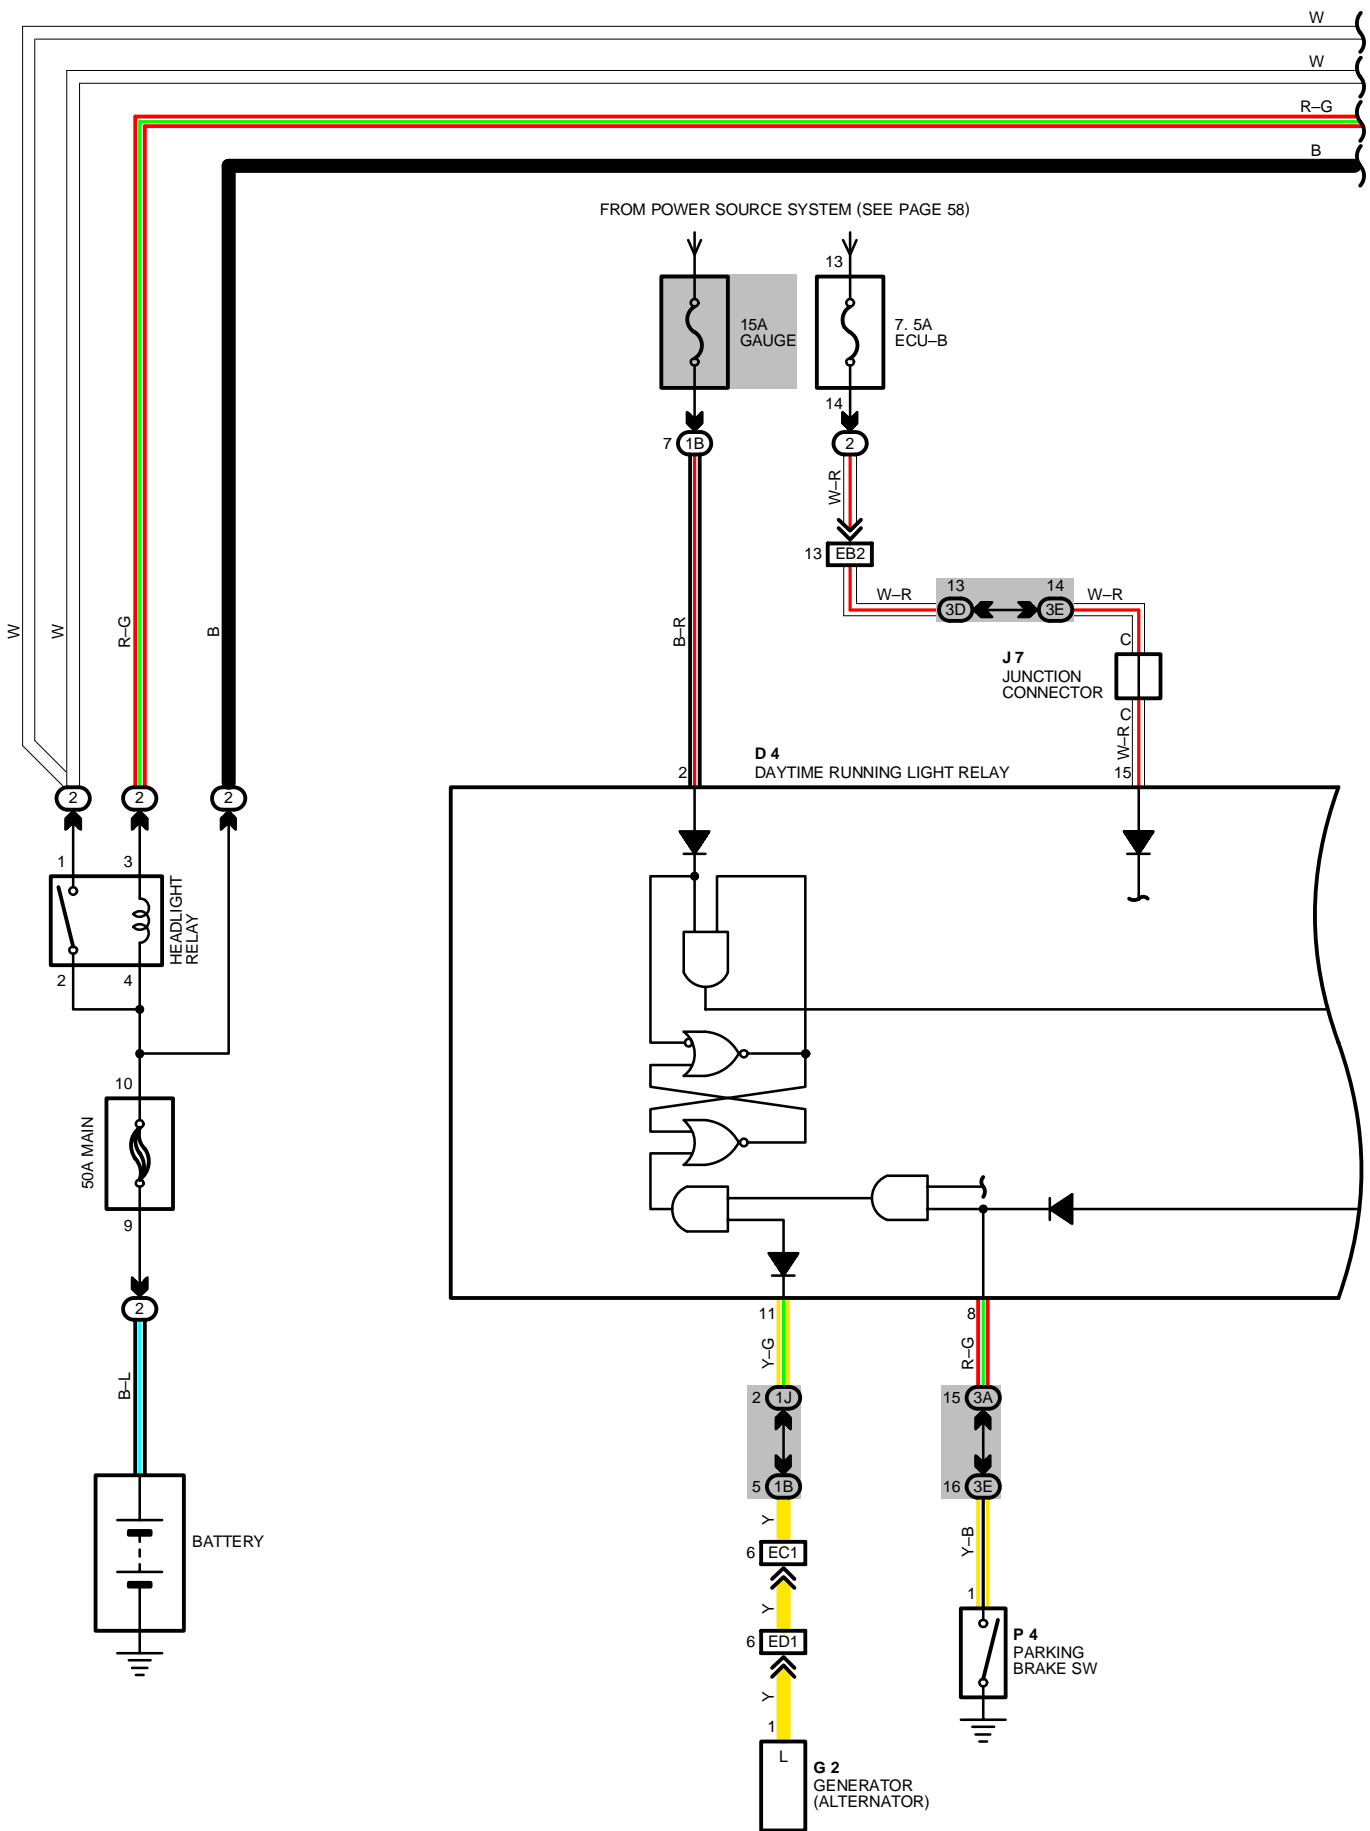 W
W
R–G
B
FROM POWER SOURCE SYSTEM (SEE PAGE 58)
13
15A
GAUGE
7. 5A
ECU–B
14
7 1B
2
W–R
13 EB2
W–R
13
3D
14
3E
W–R
W
W
R–G
B
B–R
C
J 7
JUNCTION
CONNECTOR
C
W–R
D 4
DAYTIME RUNNING LIGHT RELAY
2
15
2
2
2
1
3
HEADLIGHT
RELAY
2
4
10
50A MAIN
9
2
B–L
BATTERY
11
8
Y–G
R–G
2 1J
15 3A
5 1B
16 3E
Y
Y–B
6 EC1
Y
1
6 ED1
P 4
PARKING
BRAKE SW
Y
1
L
G 2
GENERATOR
(ALTERNATOR)